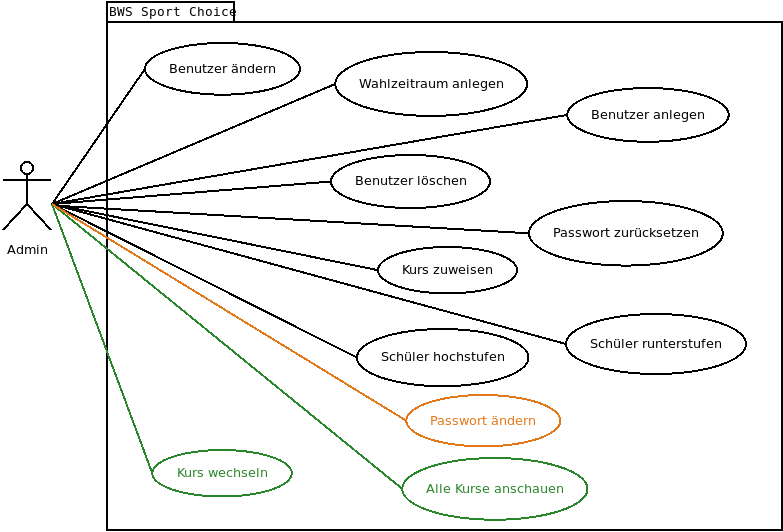 BWS Sport Choice
Benutzer ändern
Wahlzeitraum anlegen
Benutzer anlegen
Benutzer löschen
Passwort zurücksetzen
Admin
Kurs zuweisen
Schüler runterstufen
Schüler hochstufen
Passwort ändern
Kurs wechseln
Alle Kurse anschauen